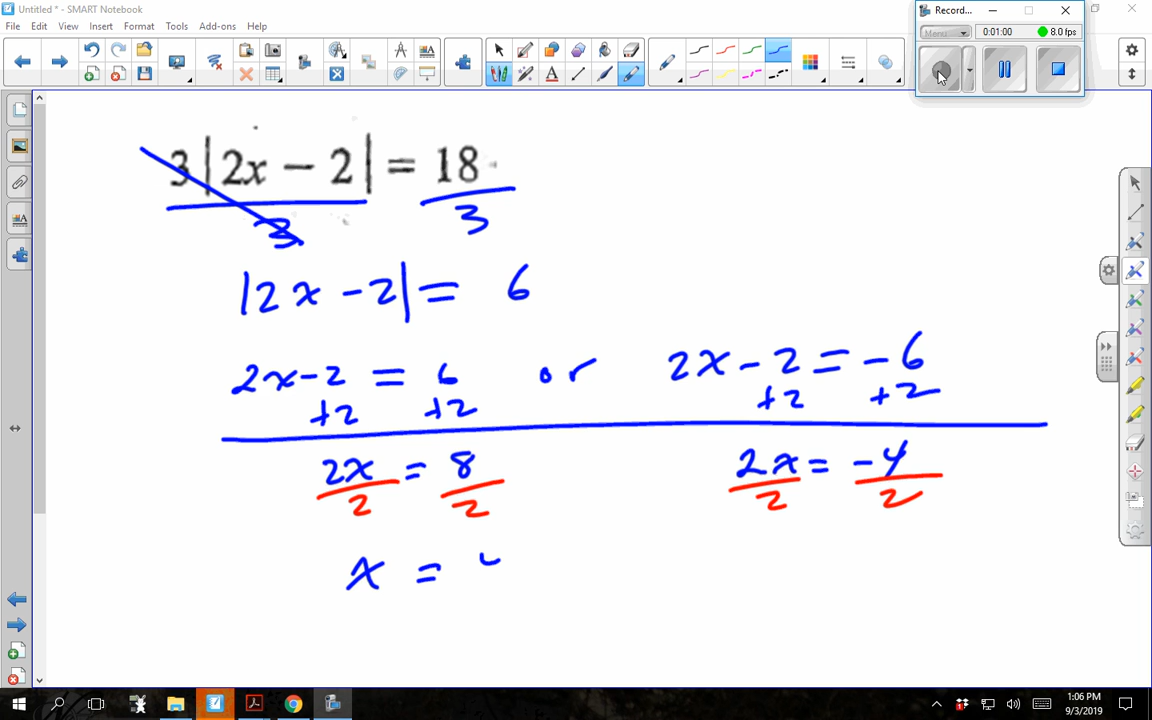 Untitled * - SMART Notebook
Record...
File Edit View Insert Format Tools Add-ons Help
Menu 0:01:00 8.0 fps
3|2x − 2| = 18
3 3
|2x - 2| = 6
2x-2 = 6 or 2x - 2 = -6
+2 +2 +2 +2
2x = 8 2x = -4
2 2 2 2
x =
1:06 PM
9/3/2019